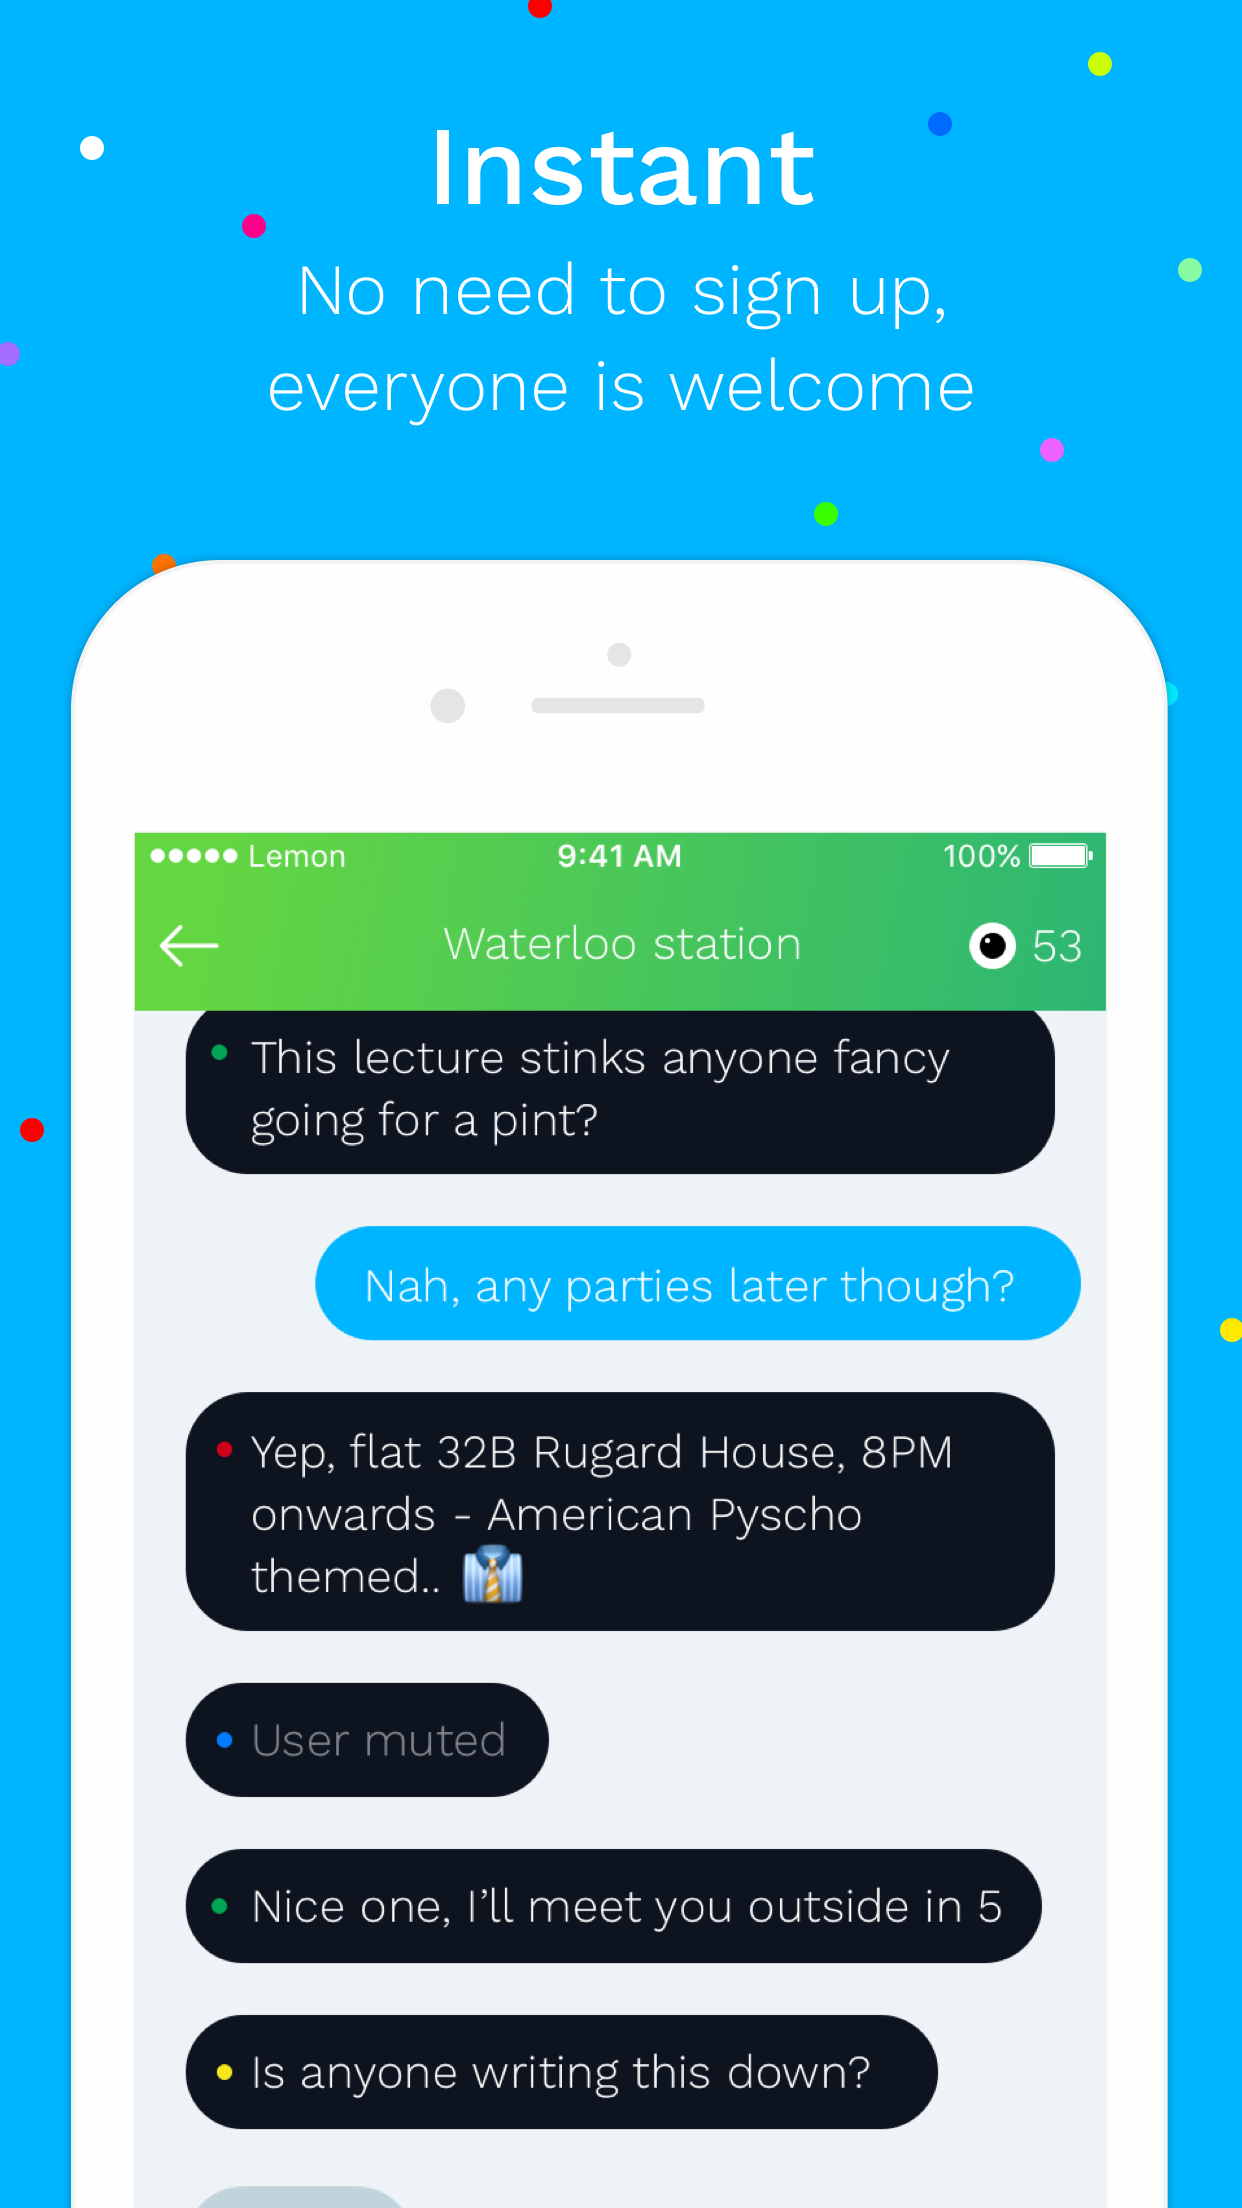 Instant
No need to sign up,
everyone is welcome
Lemon 9:41 AM 100%
Waterloo station 53
This lecture stinks anyone fancy
going for a pint?
Nah, any parties later though?
Yep, flat 32B Rugard House, 8PM
onwards - American Pyscho
themed.. 👔
User muted
Nice one, I’ll meet you outside in 5
Is anyone writing this down?